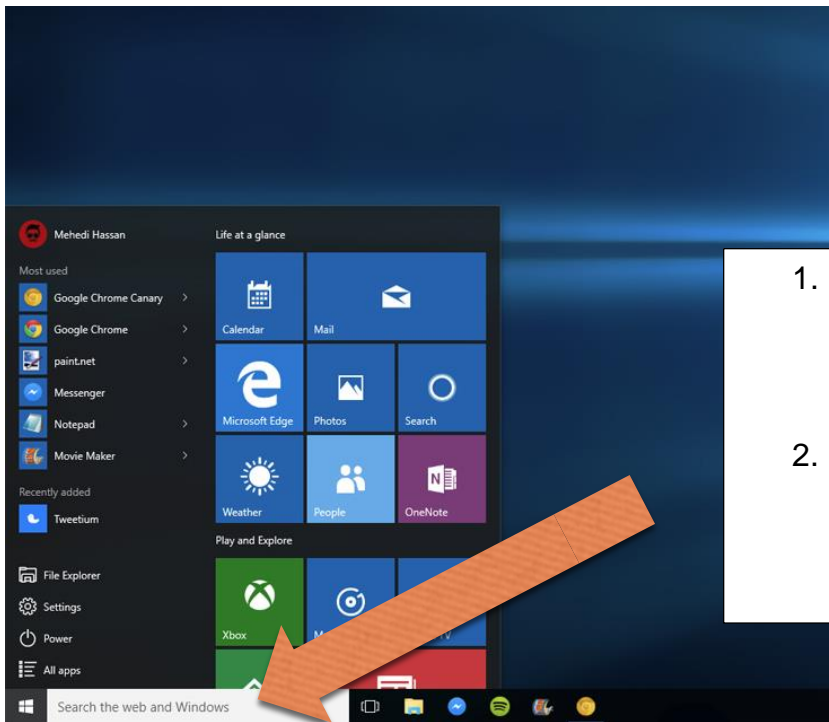 Mehedi Hassan
Most used
Google Chrome Canary
Google Chrome
paint.net
Messenger
Notepad
Movie Maker
Recently added
Tweetium
File Explorer
Settings
Power
All apps
Life at a glance
Calendar
Mail
Microsoft Edge
Photos
Search
Weather
People
OneNote
Play and Explore
Xbox
TV
Search the web and Windows
1.
2.